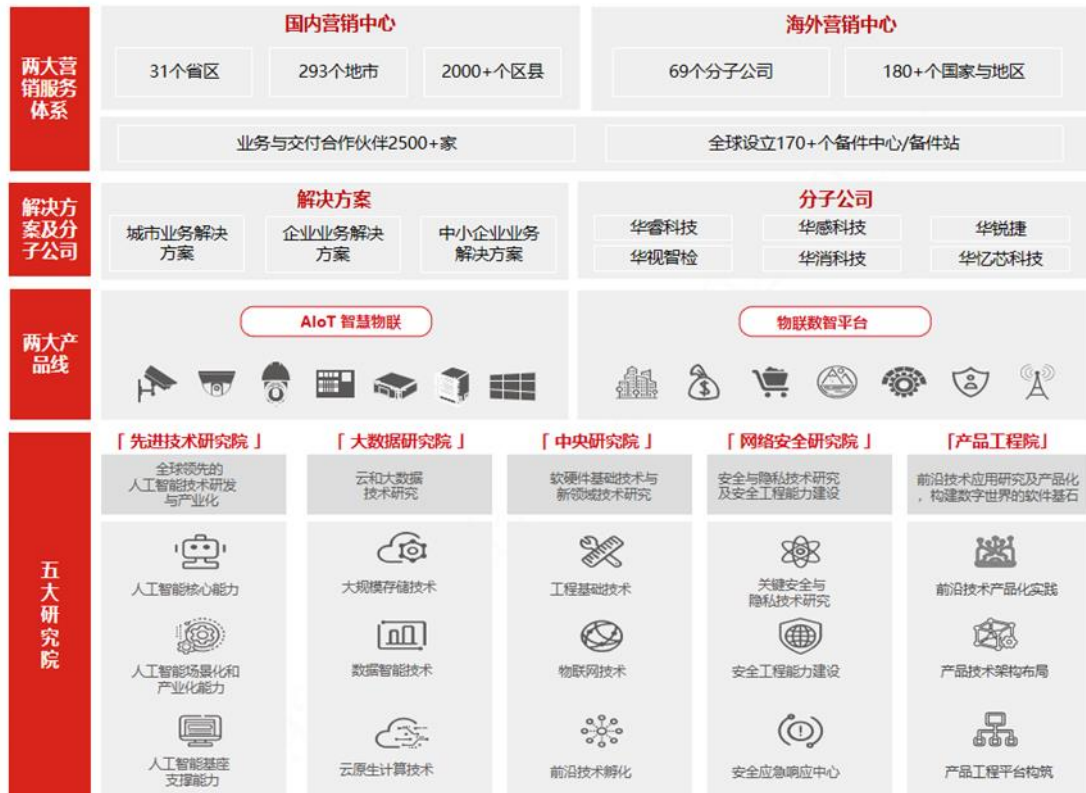 两大营
销服务
体系
国内营销中心
31个省区
293个地市
2000+个区县
海外营销中心
69个分子公司
180+个国家与地区
业务与交付合作伙伴2500+家
全球设立170+个备件中心/备件站
解决方
案及分
子公司
解决方案
城市业务解决
方案
企业业务解决
方案
中小企业业务
解决方案
分子公司
华睿科技
华感科技
华锐捷
华视智检
华消科技
华忆芯科技
两大产
品线
AIoT 智慧物联
物联数智平台
五
大
研
究
院
「 先进技术研究院 」
全球领先的
人工智能技术研发
与产业化
人工智能核心能力
人工智能场景化和
产业化能力
人工智能基座
支撑能力
「 大数据研究院 」
云和大数据
技术研究
大规模存储技术
数据智能技术
云原生计算技术
「 中央研究院 」
软硬件基础技术与
新领域技术研究
工程基础技术
物联网技术
前沿技术孵化
「 网络安全研究院 」
安全与隐私技术研究
及安全工程能力建设
关键安全与
隐私技术研究
安全工程能力建设
安全应急响应中心
「产品工程院」
前沿技术应用研究及产品化
，构建数字世界的软件基石
前沿技术产品化实践
产品技术架构布局
产品工程平台构筑